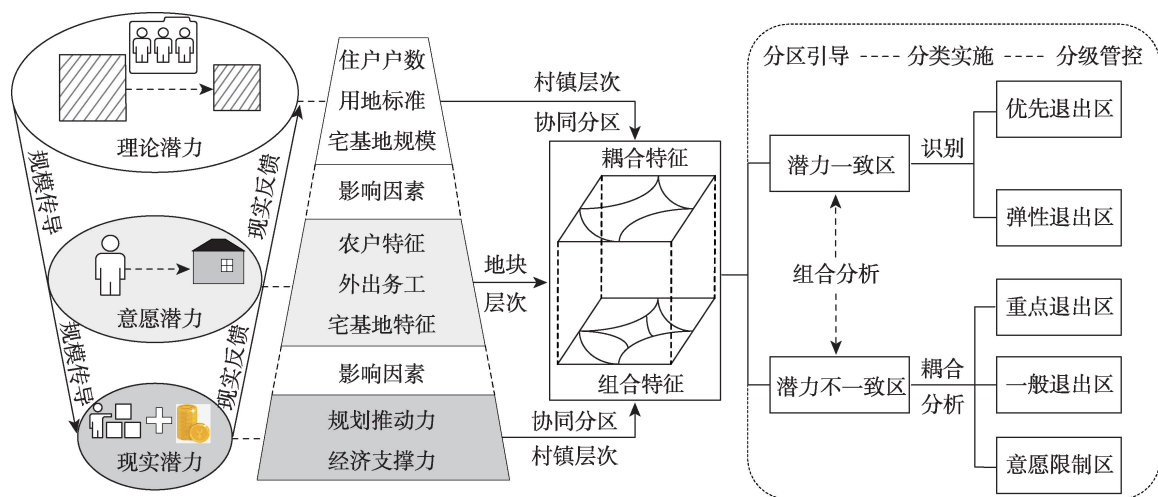 理论潜力
规模传导
现实反馈
意愿潜力
规模传导
现实反馈
现实潜力
住户户数
用地标准
宅基地规模
影响因素
农户特征
外出务工
宅基地特征
影响因素
规划推动力
经济支撑力
村镇层次
协同分区
地块
层次
协同分区
村镇层次
耦合特征
组合特征
分区引导
分类实施
分级管控
潜力一致区
识别
优先退出区
弹性退出区
组合分析
潜力不一致区
耦合
分析
重点退出区
一般退出区
意愿限制区